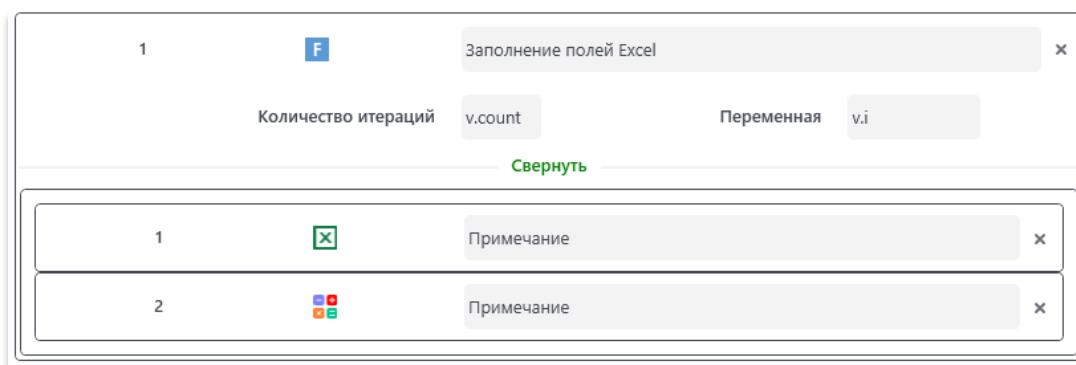 1 F Заполнение полей Excel ×
Количество итераций v.count Переменная v.i
Свернуть
1 X Примечание ×
2 Примечание ×